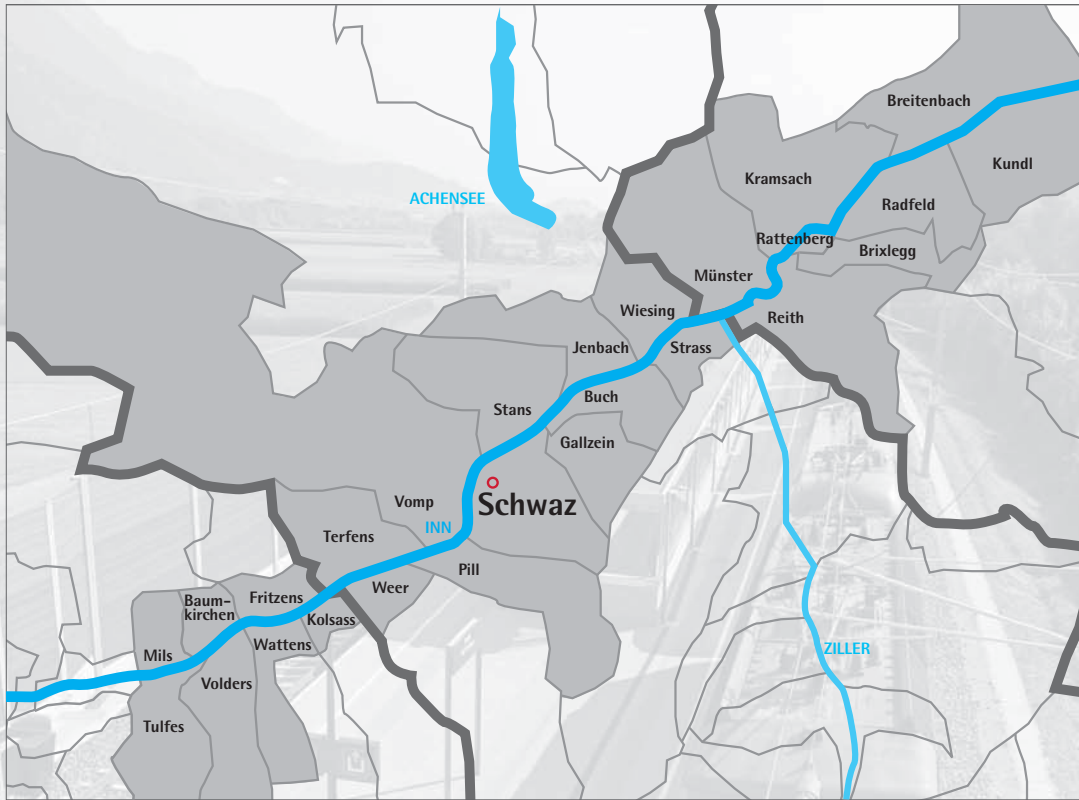 Breitenbach
Kundl
Kramsach
ACHENSEE
Radfeld
Rattenberg
Brixlegg
Münster
Wiesing
Reith
Jenbach
Strass
Buch
Stans
Gallzein
Schwaz
Vomp
INN
Terfens
Pill
Weer
Baum-
kirchen
Fritzens
Kolsass
Wattens
ZILLER
Mils
Volders
Tulfes